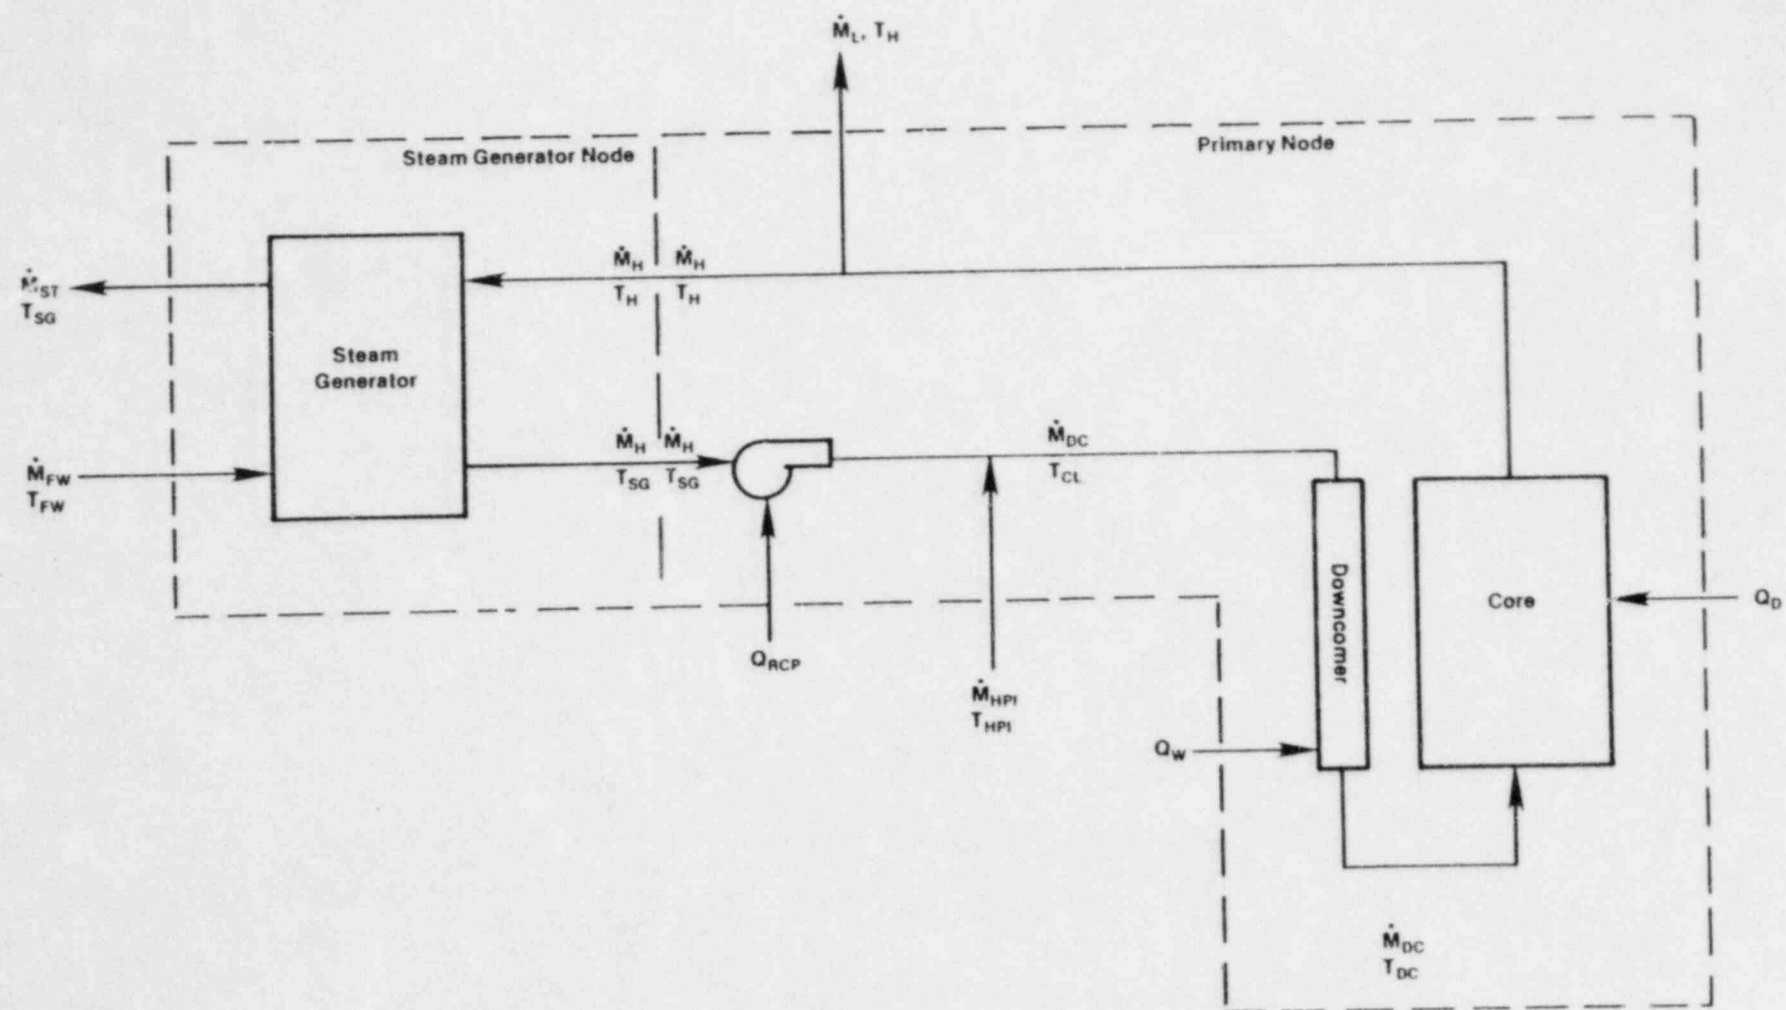 Ṁ_L, T_H
Steam Generator Node
Primary Node
Ṁ_H Ṁ_H
T_H T_H
Ṁ_ST
T_SG
Steam
Generator
Ṁ_H Ṁ_H
T_SG T_SG
Ṁ_DC
T_CL
Ṁ_FW
T_FW
Downcomer
Core
Q_D
Q_RCP
Ṁ_HPI
T_HPI
Q_W
Ṁ_DC
T_DC